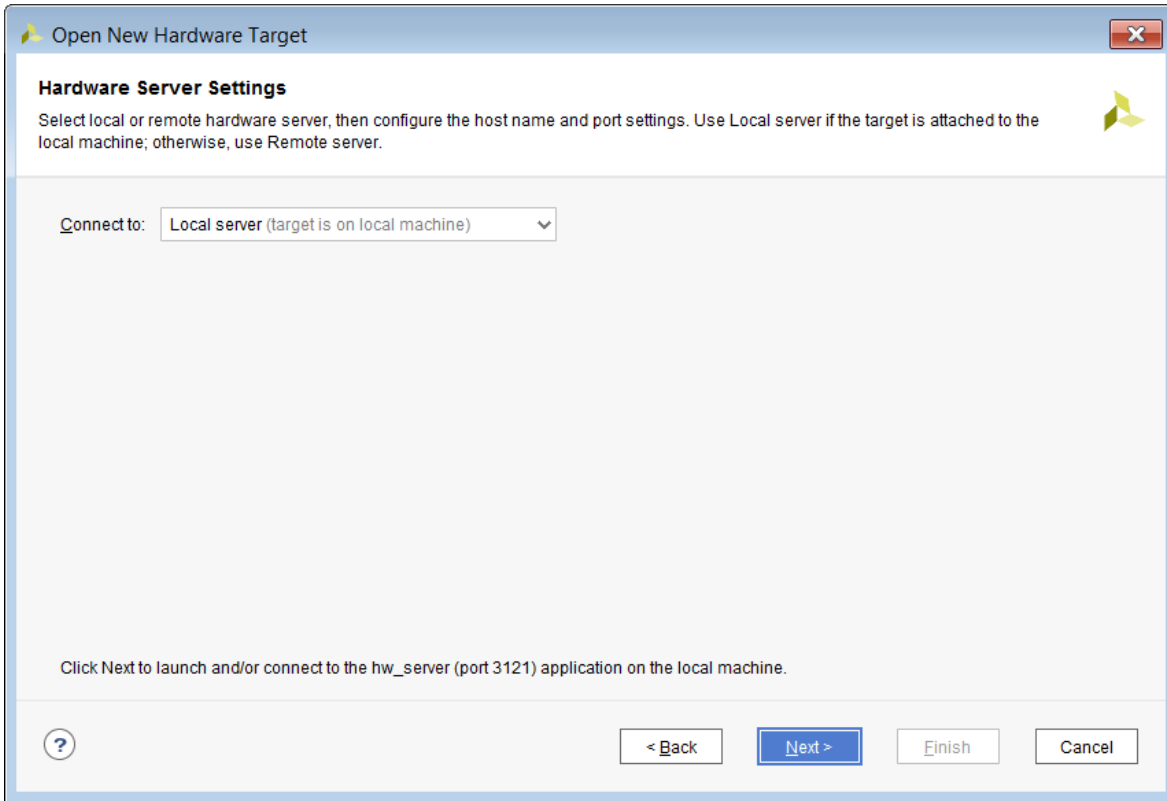 Open New Hardware Target
Hardware Server Settings
Select local or remote hardware server, then configure the host name and port settings. Use Local server if the target is attached to the
local machine; otherwise, use Remote server.
Connect to: Local server (target is on local machine)
Click Next to launch and/or connect to the hw_server (port 3121) application on the local machine.
? < Back Next > Finish Cancel